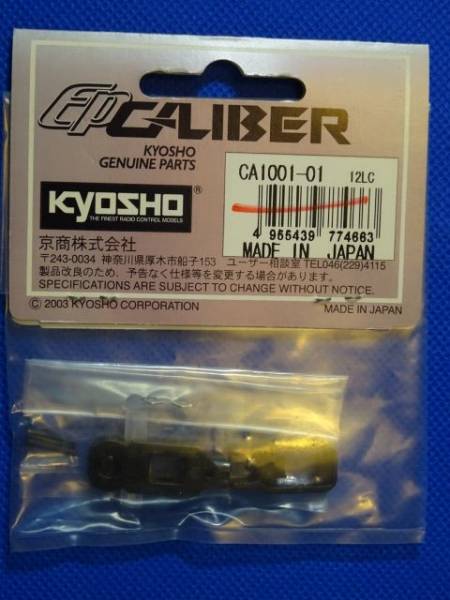 EP CALIBER
KYOSHO
GENUINE PARTS
KYOSHO®
THE FINEST RADIO CONTROL MODELS
CA1001-01 12LC
4 955439 774663
MADE IN JAPAN
京商株式会社
〒243-0034 神奈川県厚木市船子153 ユーザー相談室 TEL046(229)4115
製品改良のため、予告なく仕様等を変更する場合があります。
SPECIFICATIONS ARE SUBJECT TO CHANGE WITHOUT NOTICE.
© 2003 KYOSHO CORPORATION MADE IN JAPAN